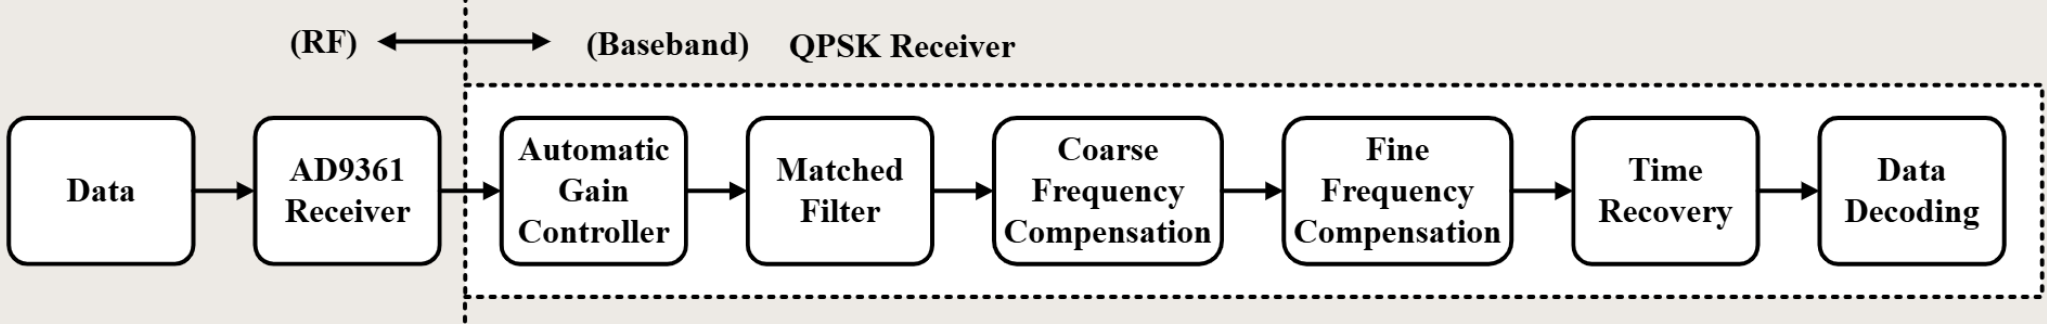 (RF) (Baseband) QPSK Receiver
Data
AD9361
Receiver
Automatic
Gain
Controller
Matched
Filter
Coarse
Frequency
Compensation
Fine
Frequency
Compensation
Time
Recovery
Data
Decoding